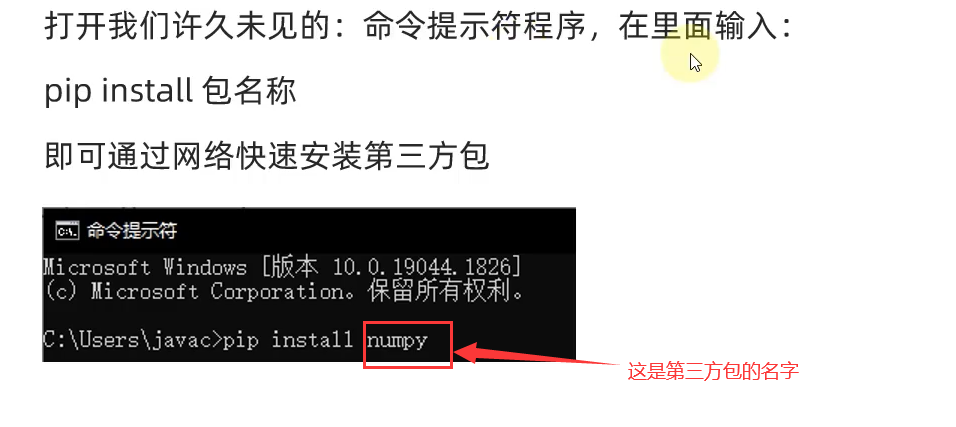 打开我们许久未见的：命令提示符程序，在里面输入：
pip install 包名称
即可通过网络快速安装第三方包
命令提示符
Microsoft Windows [版本 10.0.19044.1826]
(c) Microsoft Corporation。保留所有权利。
C:\Users\javac>pip install numpy
这是第三方包的名字